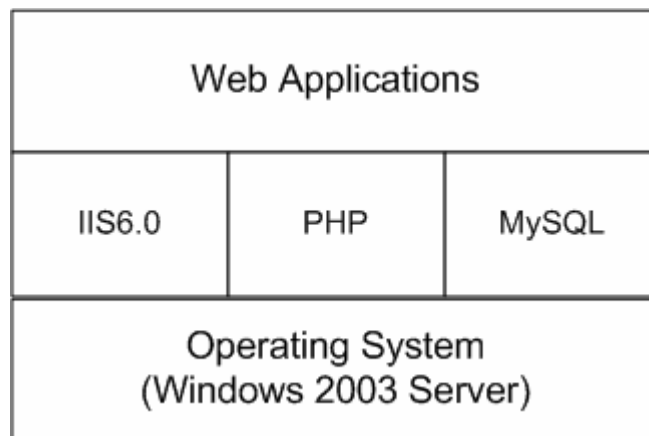 Web Applications
IIS6.0
PHP
MySQL
Operating System
(Windows 2003 Server)